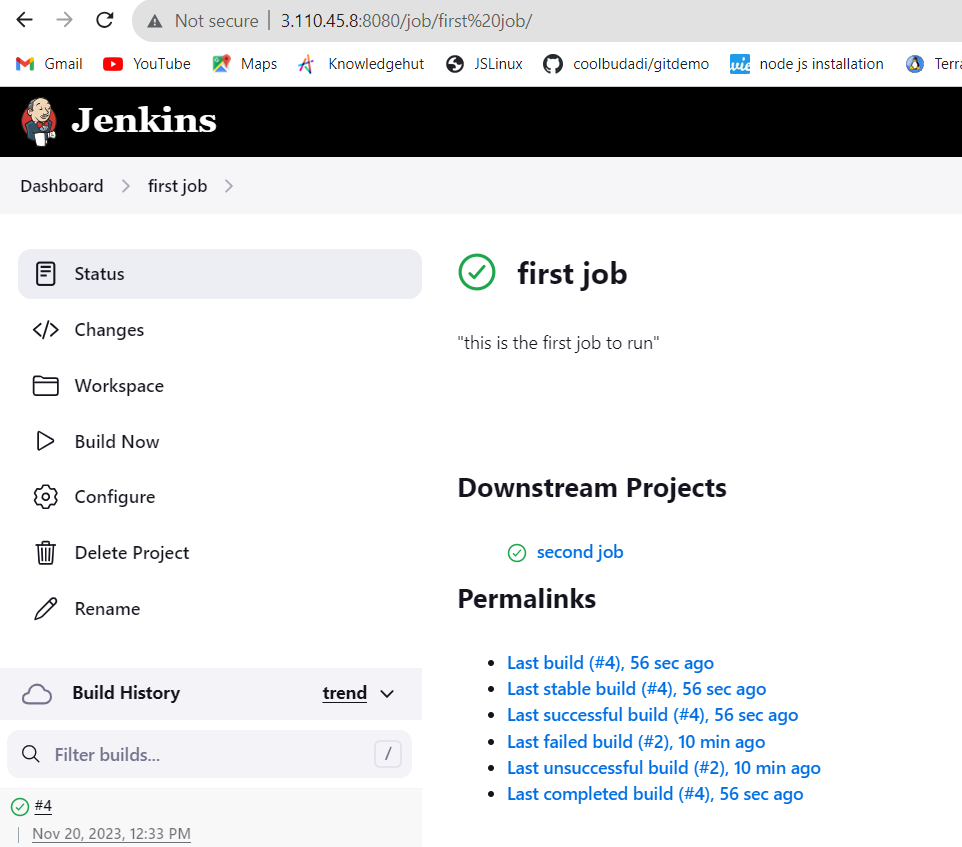 Not secure | 3.110.45.8:8080/job/first%20job/
Gmail YouTube Maps Knowledgehut JSLinux coolbudadi/gitdemo node js installation Terra
Jenkins
Dashboard > first job >
Status
Changes
Workspace
Build Now
Configure
Delete Project
Rename
Build History trend
Filter builds... /
#4
Nov 20, 2023, 12:33 PM
first job
"this is the first job to run"
Downstream Projects
second job
Permalinks
• Last build (#4), 56 sec ago
• Last stable build (#4), 56 sec ago
• Last successful build (#4), 56 sec ago
• Last failed build (#2), 10 min ago
• Last unsuccessful build (#2), 10 min ago
• Last completed build (#4), 56 sec ago